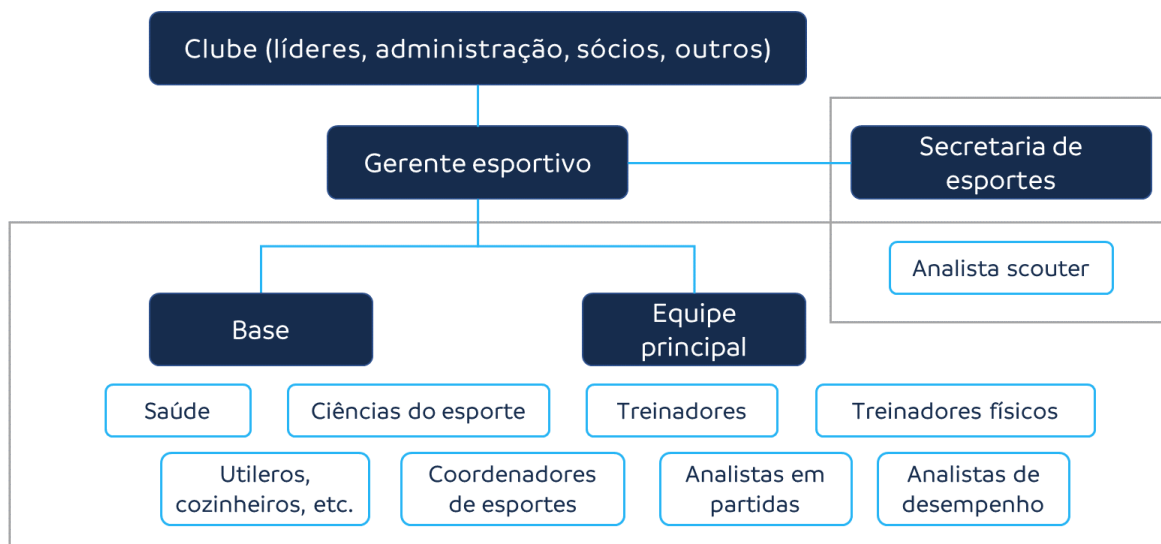 Clube (líderes, administração, sócios, outros)
Gerente esportivo
Secretaria de
esportes
Analista scouter
Base
Equipe
principal
Saúde
Ciências do esporte
Treinadores
Treinadores físicos
Utileros,
cozinheiros, etc.
Coordenadores
de esportes
Analistas em
partidas
Analistas de
desempenho